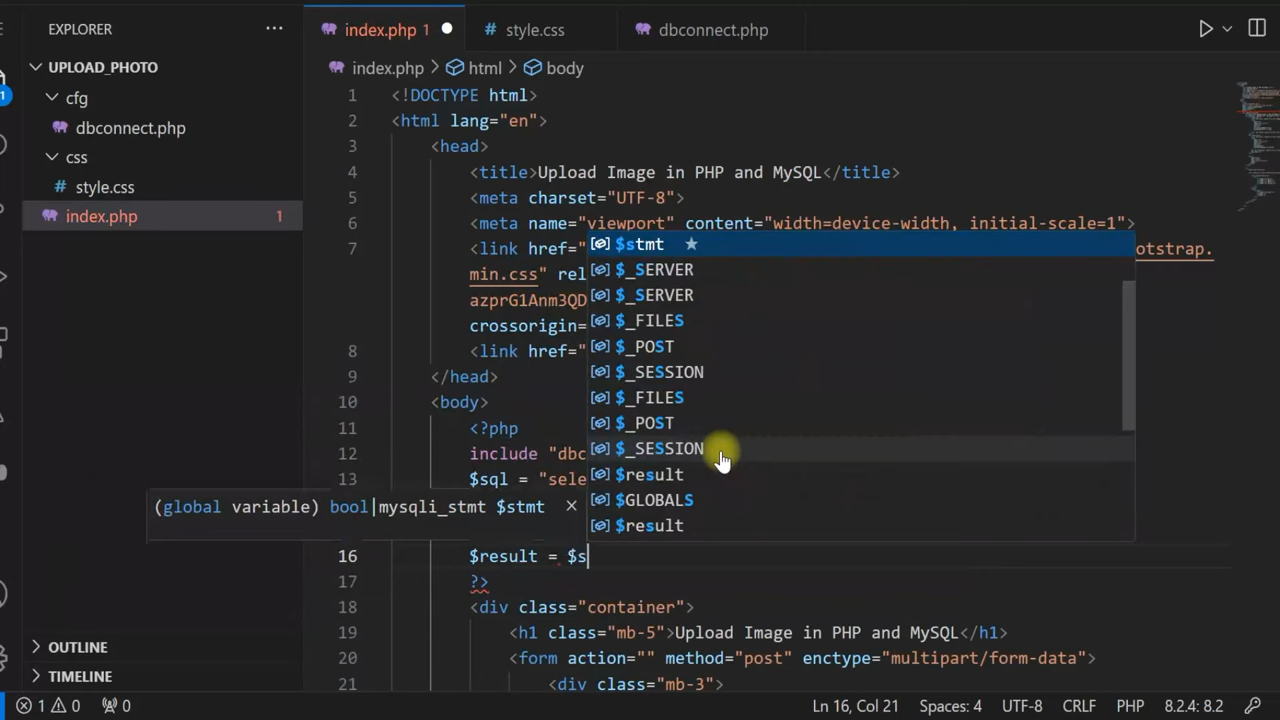 EXPLORER
index.php 1
style.css
dbconnect.php
UPLOAD_PHOTO
cfg
dbconnect.php
css
style.css
index.php 1
index.php > html > body
1 <!DOCTYPE html>
2 <html lang="en">
3 <head>
4 <title>Upload Image in PHP and MySQL</title>
5 <meta charset="UTF-8">
6 <meta name="viewport" content="width=device-width, initial-scale=1">
7 <link href=" otstrap.
min.css" rel
azprG1Anm3QD
crossorigin=
8 <link href="
9 </head>
10 <body>
11 <?php
12 include "dbc
13 $sql = "sele
$stmt
$_SERVER
$_SERVER
$_FILES
$_POST
$_SESSION
$_FILES
$_POST
$_SESSION
$result
$GLOBALS
$result
(global variable) bool|mysqli_stmt $stmt
16 $result = $s
17 ?>
18 <div class="container">
19 <h1 class="mb-5">Upload Image in PHP and MySQL</h1>
20 <form action="" method="post" enctype="multipart/form-data">
21 <div class="mb-3">
OUTLINE
TIMELINE
1
1 0 0 Ln 16, Col 21 Spaces: 4 UTF-8 CRLF PHP 8.2.4: 8.2